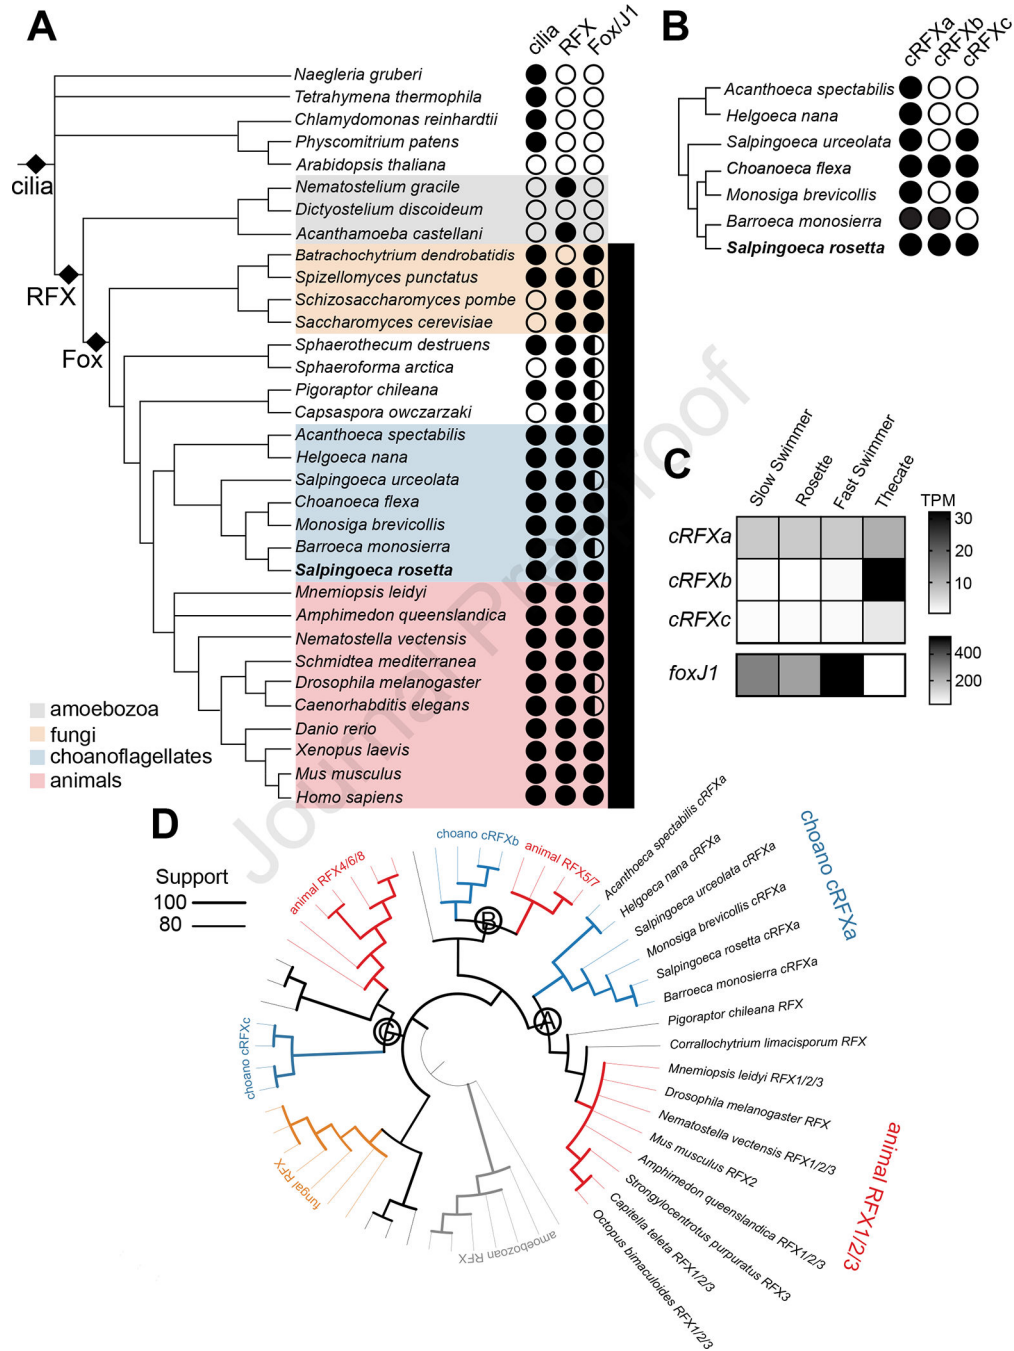 A
cilia
RFX
Fox/J1
Naegleria gruberi
Tetrahymena thermophila
Chlamydomonas reinhardtii
Physcomitrium patens
Arabidopsis thaliana
Nematostelium gracile
Dictyostelium discoideum
Acanthamoeba castellani
Batrachochytrium dendrobatidis
Spizellomyces punctatus
Schizosaccharomyces pombe
Saccharomyces cerevisiae
Sphaerothecum destruens
Sphaeroforma arctica
Pigoraptor chileana
Capsaspora owczarzaki
Acanthoeca spectabilis
Helgoeca nana
Salpingoeca urceolata
Choanoeca flexa
Monosiga brevicollis
Barroeca monosierra
Salpingoeca rosetta
Mnemiopsis leidyi
Amphimedon queenslandica
Nematostella vectensis
Schmidtea mediterranea
Drosophila melanogaster
Caenorhabditis elegans
Danio rerio
Xenopus laevis
Mus musculus
Homo sapiens
cilia
RFX
Fox
amoebozoa
fungi
choanoflagellates
animals
B
cRFXa
cRFXb
cRFXc
Acanthoeca spectabilis
Helgoeca nana
Salpingoeca urceolata
Choanoeca flexa
Monosiga brevicollis
Barroeca monosierra
Salpingoeca rosetta
C
Slow Swimmer
Rosette
Fast Swimmer
Thecate
TPM
cRFXa
cRFXb
cRFXc
foxJ1
30
20
10
400
200
D
Support
100
80
animal RFX4/6/8
choano cRFXb
animal RFX5/7
B
A
C
choano cRFXc
fungal RFX
amoebozoan RFX
Acanthoeca spectabilis cRFXa
Helgoeca nana cRFXa
Salpingoeca urceolata cRFXa
Monosiga brevicollis cRFXa
Salpingoeca rosetta cRFXa
Barroeca monosierra cRFXa
choano cRFXa
Pigoraptor chileana RFX
Corrallochytrium limacisporum RFX
Mnemiopsis leidyi RFX1/2/3
Drosophila melanogaster RFX
Nematostella vectensis RFX1/2/3
Mus musculus RFX2
Amphimedon queenslandica RFX1/2/3
Strongylocentrotus purpuratus RFX3
Capitella teleta RFX1/2/3
Octopus bimaculoides RFX1/2/3
animal RFX1/2/3
Journal Pre-proof